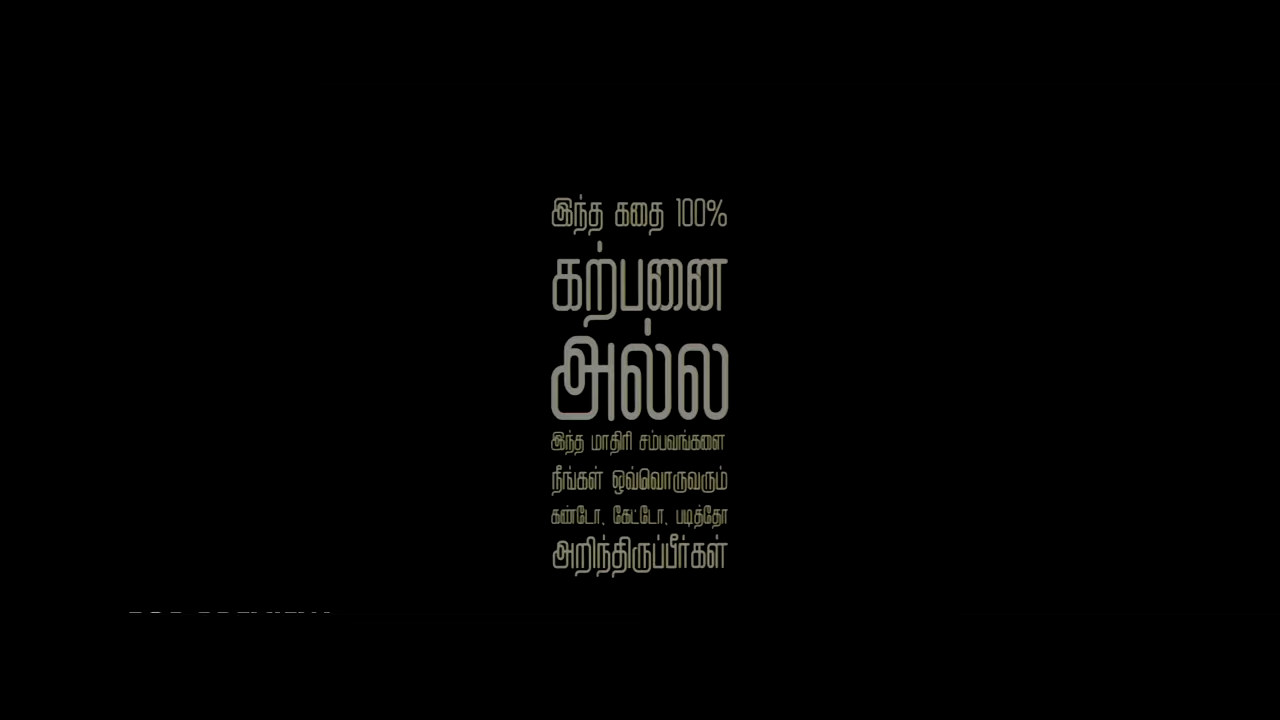 இந்த கதை 100%
கற்பனை
அல்ல
இந்த மாதிரி சம்பவங்களை
நீங்கள் ஒவ்வொருவரும்
கண்டோ, கேட்டோ, படித்தோ
அறிந்திருப்பீர்கள்